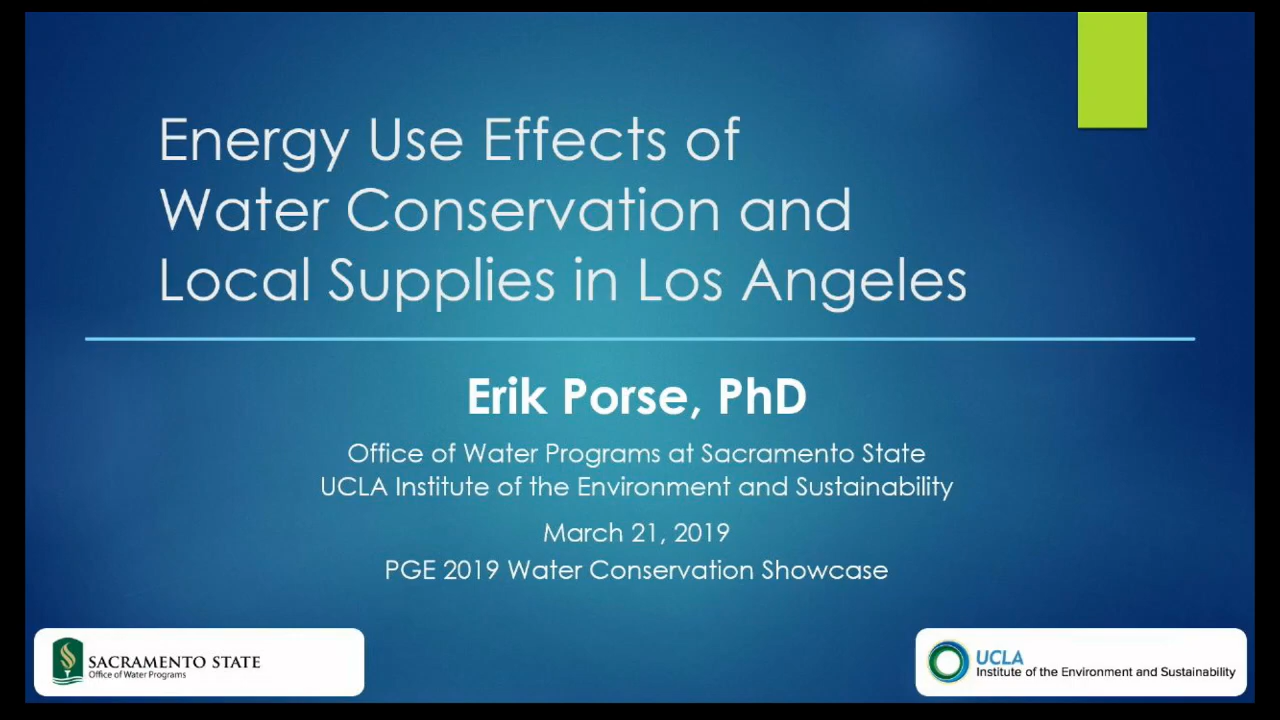 Energy Use Effects of
Water Conservation and
Local Supplies in Los Angeles
Erik Porse, PhD
Office of Water Programs at Sacramento State
UCLA Institute of the Environment and Sustainability
March 21, 2019
PGE 2019 Water Conservation Showcase
SACRAMENTO STATE
Office of Water Programs
UCLA
Institute of the Environment and Sustainability